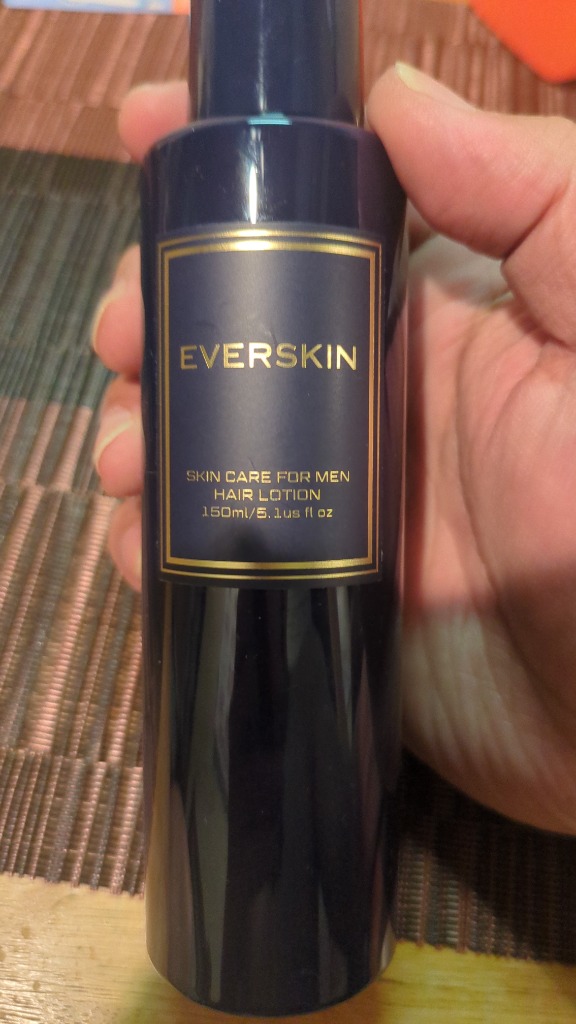 EVERSKIN
SKIN CARE FOR MEN
HAIR LOTION
150ml/5.1us fl oz